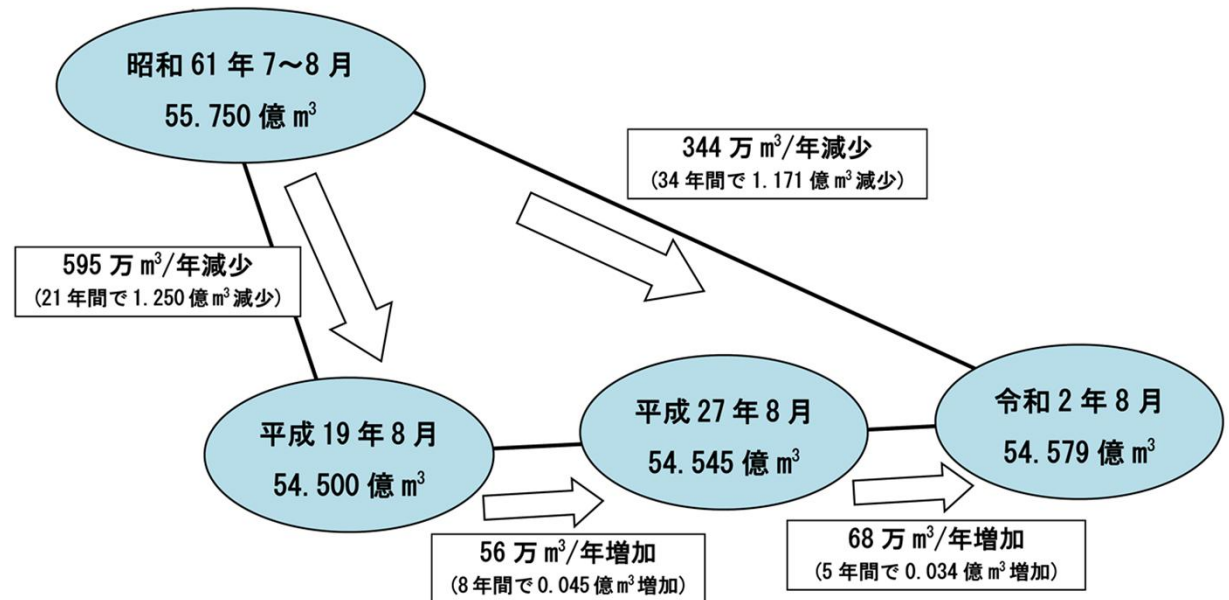 昭和 61 年 7～8 月
55.750 億 m³
344 万 m³/年減少
(34 年間で 1.171 億 m³ 減少)
595 万 m³/年減少
(21 年間で 1.250 億 m³ 減少)
平成 19 年 8 月
54.500 億 m³
平成 27 年 8 月
54.545 億 m³
令和 2 年 8 月
54.579 億 m³
56 万 m³/年増加
(8 年間で 0.045 億 m³ 増加)
68 万 m³/年増加
(5 年間で 0.034 億 m³ 増加)